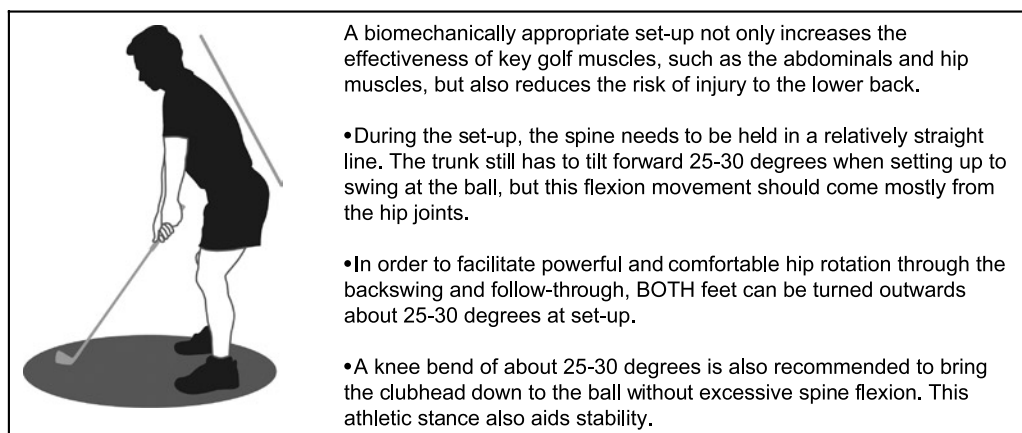 A biomechanically appropriate set-up not only increases the
effectiveness of key golf muscles, such as the abdominals and hip
muscles, but also reduces the risk of injury to the lower back.
•During the set-up, the spine needs to be held in a relatively straight
line. The trunk still has to tilt forward 25-30 degrees when setting up to
swing at the ball, but this flexion movement should come mostly from
the hip joints.
•In order to facilitate powerful and comfortable hip rotation through the
backswing and follow-through, BOTH feet can be turned outwards
about 25-30 degrees at set-up.
•A knee bend of about 25-30 degrees is also recommended to bring
the clubhead down to the ball without excessive spine flexion. This
athletic stance also aids stability.